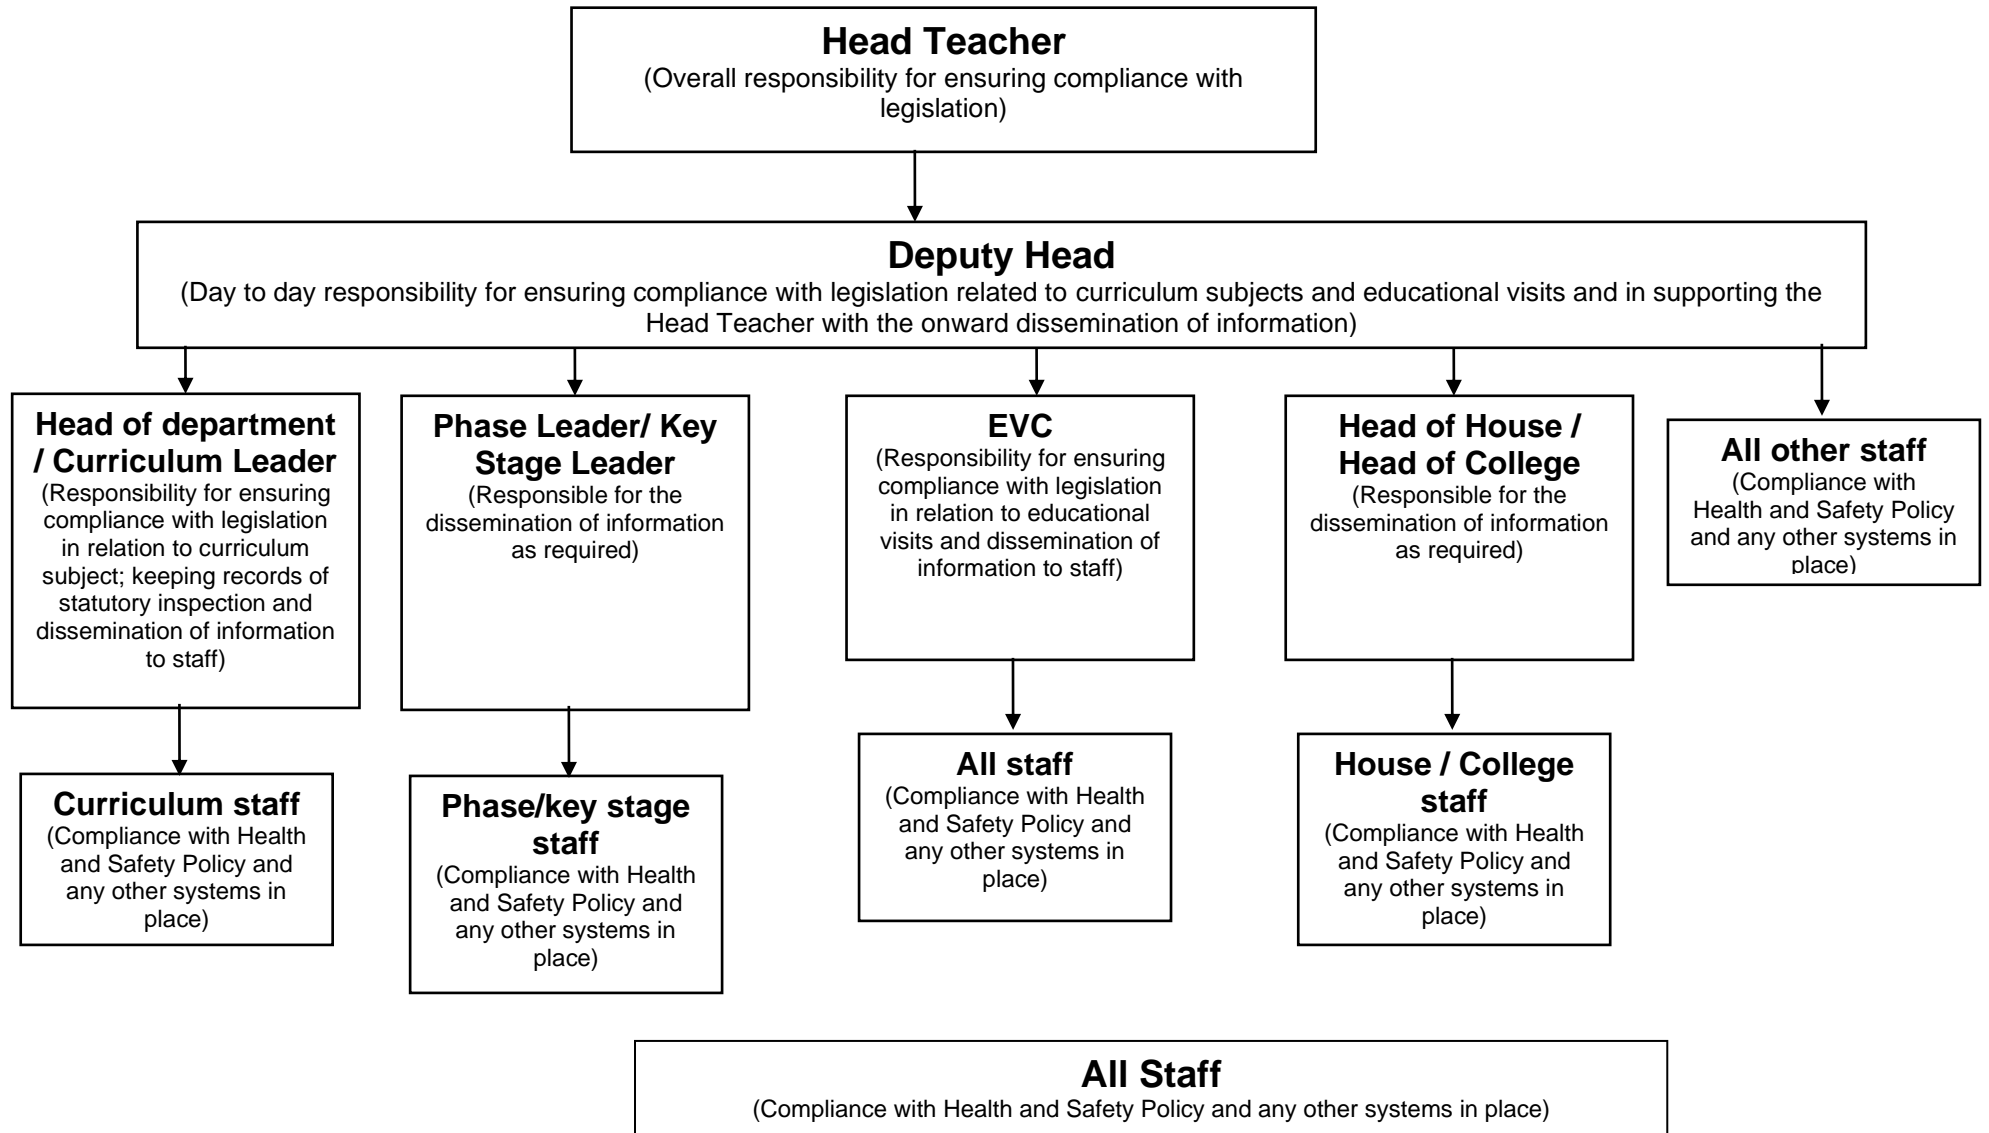 Head Teacher
(Overall responsibility for ensuring compliance with
legislation)
Deputy Head
(Day to day responsibility for ensuring compliance with legislation related to curriculum subjects and educational visits and in supporting the
Head Teacher with the onward dissemination of information)
Head of department
/ Curriculum Leader
(Responsibility for ensuring
compliance with legislation
in relation to curriculum
subject; keeping records of
statutory inspection and
dissemination of information
to staff)
Phase Leader/ Key
Stage Leader
(Responsible for the
dissemination of information
as required)
EVC
(Responsibility for ensuring
compliance with legislation
in relation to educational
visits and dissemination of
information to staff)
Head of House /
Head of College
(Responsible for the
dissemination of information
as required)
All other staff
(Compliance with
Health and Safety Policy
and any other systems in
place)
Curriculum staff
(Compliance with Health
and Safety Policy and
any other systems in
place)
Phase/key stage
staff
(Compliance with Health
and Safety Policy and
any other systems in
place)
All staff
(Compliance with Health
and Safety Policy and
any other systems in
place)
House / College
staff
(Compliance with Health
and Safety Policy and
any other systems in
place)
All Staff
(Compliance with Health and Safety Policy and any other systems in place)